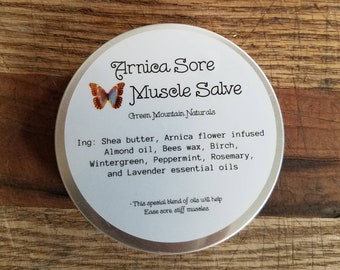 Arnica Sore
Muscle Salve
Green Mountain Naturals
Ing: Shea butter, Arnica flower infused
Almond oil, Bees wax, Birch,
Wintergreen, Peppermint, Rosemary,
and Lavender essential oils
- This special blend of oils will help
Ease sore, stiff muscles.